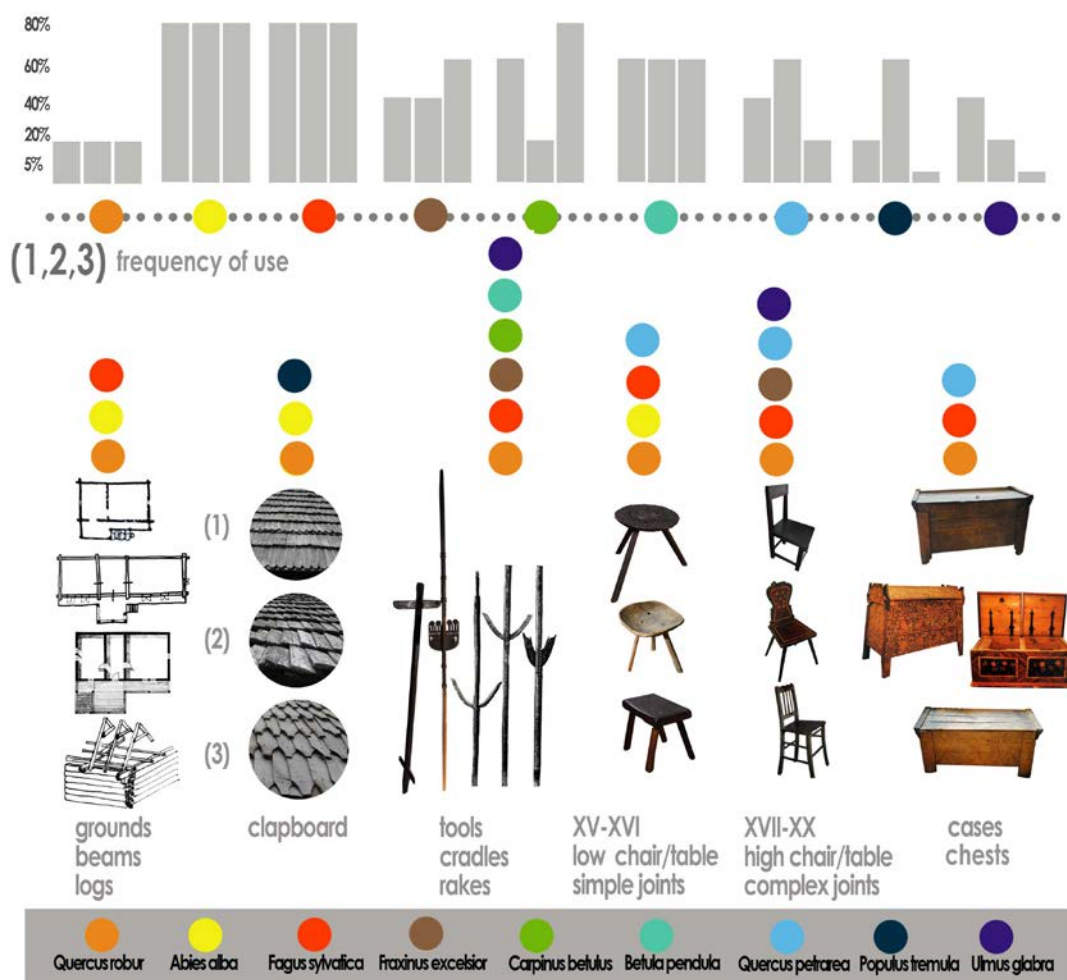 80%
60%
40%
20%
5%
(1,2,3) frequency of use
(1)
(2)
(3)
grounds
beams
logs
clapboard
tools
cradles
rakes
XV-XVI
low chair/table
simple joints
XVII-XX
high chair/table
complex joints
cases
chests
Quercus robur
Abies alba
Fagus sylvatica
Fraxinus excelsior
Carpinus betulus
Betula pendula
Quercus petrarea
Populus tremula
Ulmus glabra